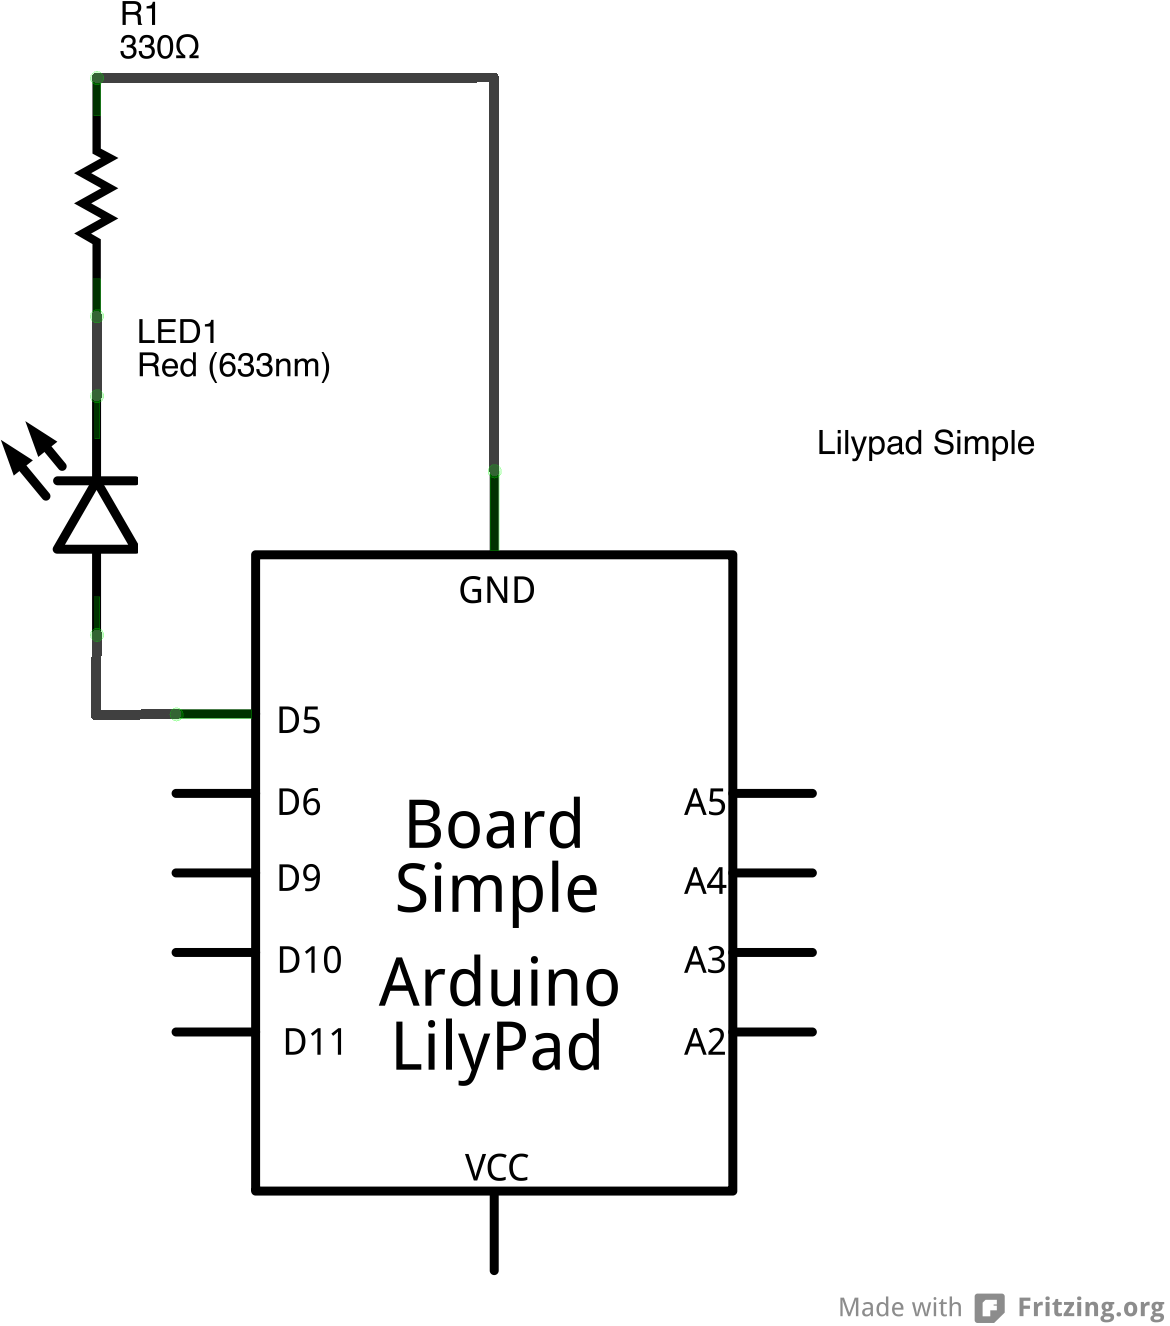 R1
330Ω
LED1
Red (633nm)
Lilypad Simple
GND
D5
D6
D9
D10
D11
Board
Simple
Arduino
LilyPad
A5
A4
A3
A2
VCC
Made with Fritzing.org